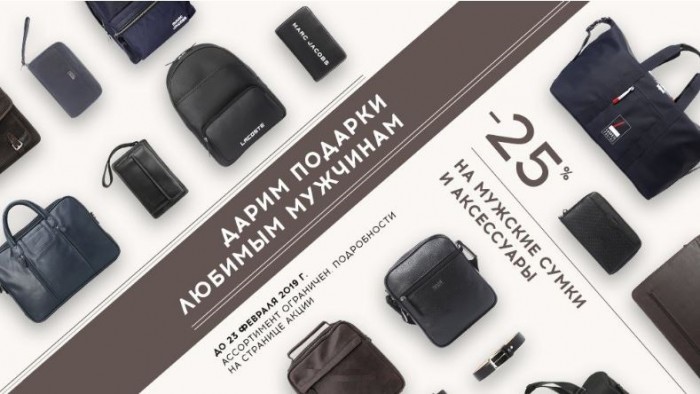 MARC JACOBS
LACOSTE
ДАРИМ ПОДАРКИ
ЛЮБИМЫМ МУЖЧИНАМ
ДО 23 ФЕВРАЛЯ 2019 Г.
АССОРТИМЕНТ ОГРАНИЧЕН. ПОДРОБНОСТИ
НА СТРАНИЦЕ АКЦИИ
-25%
НА МУЖСКИЕ СУМКИ
И АКСЕССУАРЫ